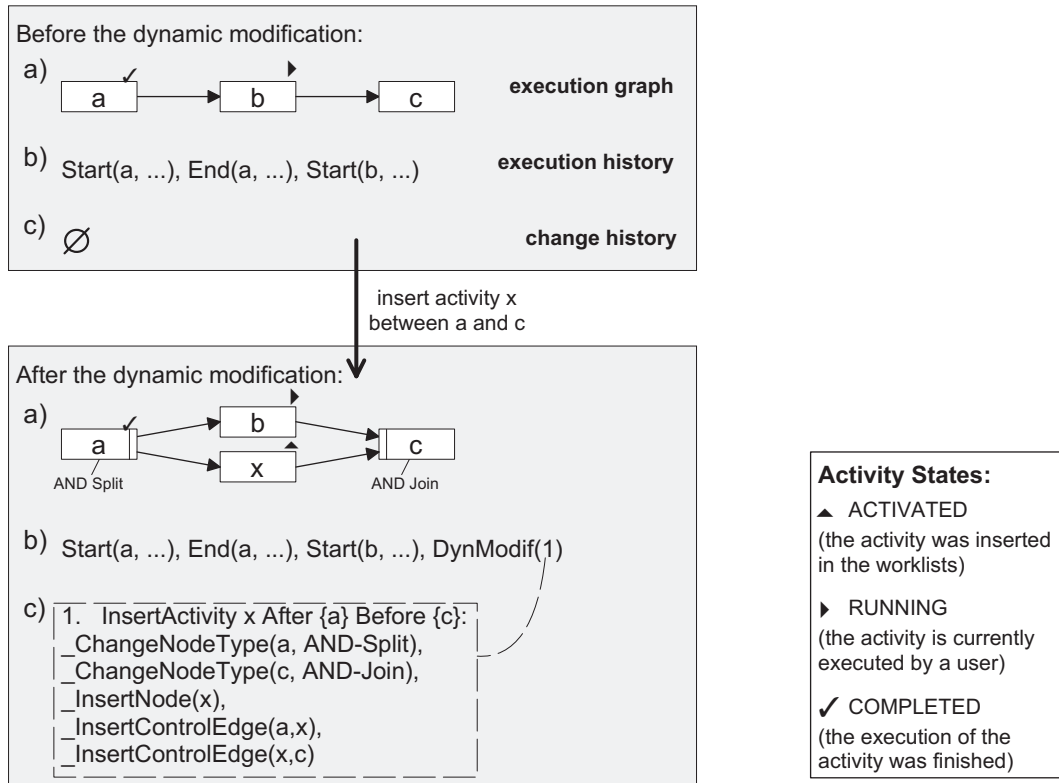 Before the dynamic modification:
a)
a
b
c
execution graph
b) Start(a, ...), End(a, ...), Start(b, ...)
execution history
c) ∅
change history
insert activity x
between a and c
After the dynamic modification:
a)
a
b
x
c
AND Split
AND Join
b) Start(a, ...), End(a, ...), Start(b, ...), DynModif(1)
c) 1. InsertActivity x After {a} Before {c}:
_ChangeNodeType(a, AND-Split),
_ChangeNodeType(c, AND-Join),
_InsertNode(x),
_InsertControlEdge(a,x),
_InsertControlEdge(x,c)
Activity States:
ACTIVATED
(the activity was inserted
in the worklists)
RUNNING
(the activity is currently
executed by a user)
COMPLETED
(the execution of the
activity was finished)